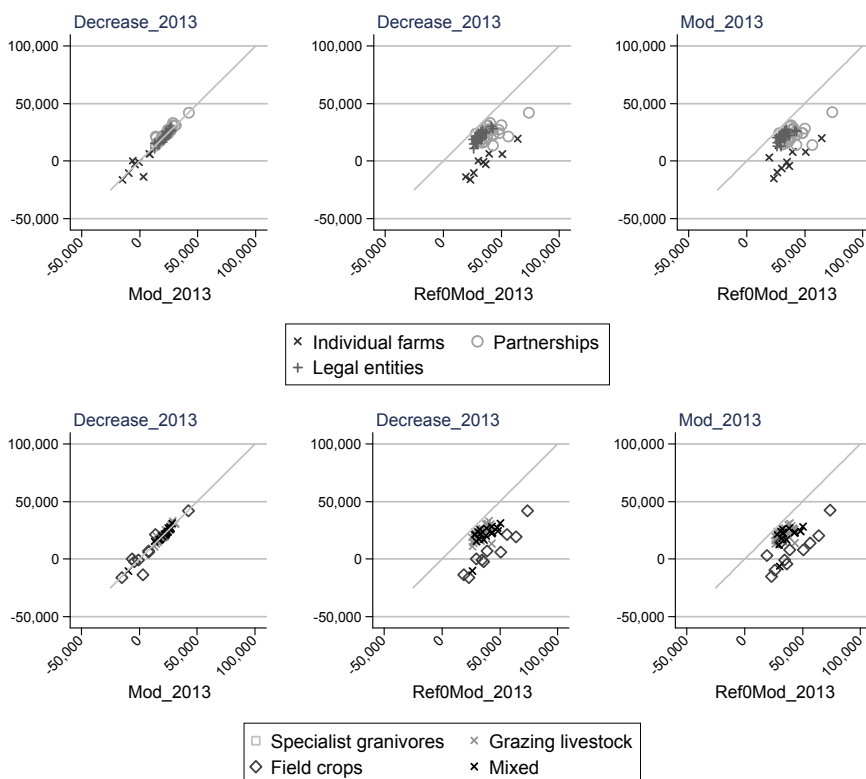 Decrease_2013 Decrease_2013 Mod_2013
100,000 100,000 100,000
50,000 50,000 50,000
0 0 0
-50,000 -50,000 -50,000
-50,000 0 50,000 100,000 -50,000 0 50,000 100,000 -50,000 0 50,000 100,000
Mod_2013 Ref0Mod_2013 Ref0Mod_2013
Individual farms Partnerships
Legal entities
Decrease_2013 Decrease_2013 Mod_2013
100,000 100,000 100,000
50,000 50,000 50,000
0 0 0
-50,000 -50,000 -50,000
-50,000 0 50,000 100,000 -50,000 0 50,000 100,000 -50,000 0 50,000 100,000
Mod_2013 Ref0Mod_2013 Ref0Mod_2013
Specialist granivores Grazing livestock
Field crops Mixed